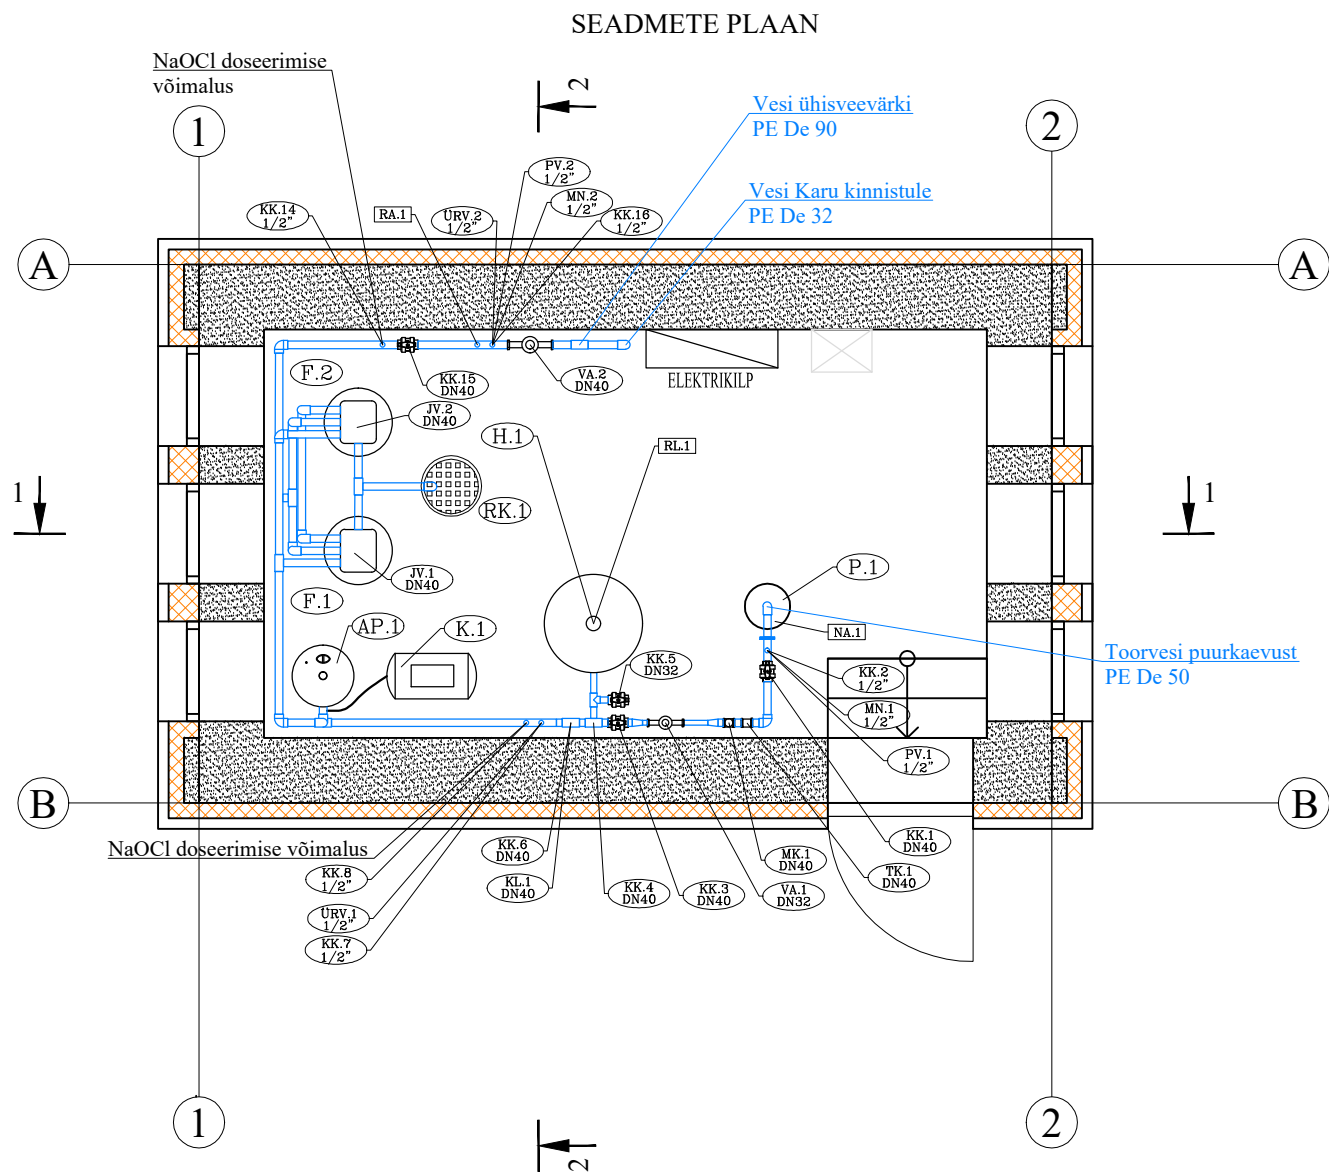 SEADMETE PLAAN
NaOCl doseerimise
võimalus
2
Vesi ühisveevärki
PE De 90
1
2
PV.2
1/2"
MN.2
1/2"
Vesi Karu kinnistule
PE De 32
KK.14
1/2"
RA.1
ÜRV.2
1/2"
KK.16
1/2"
A
A
F.2
KK.15
DN40
VA.2
DN40
ELEKTRIKILP
JV.2
DN40
H.1
RL.1
1
1
RK.1
JV.1
DN40
P.1
F.1
AP.1
K.1
NA.1
KK.5
DN32
KK.2
1/2"
Toorvesi puurkaevust
PE De 50
MN.1
1/2"
PV.1
1/2"
B
B
NaOCl doseerimise võimalus
KK.6
DN40
MK.1
DN40
KK.1
DN40
KK.8
1/2"
KL.1
DN40
KK.4
DN40
KK.3
DN40
VA.1
DN32
TK.1
DN40
ÜRV.1
1/2"
KK.7
1/2"
1
2
2